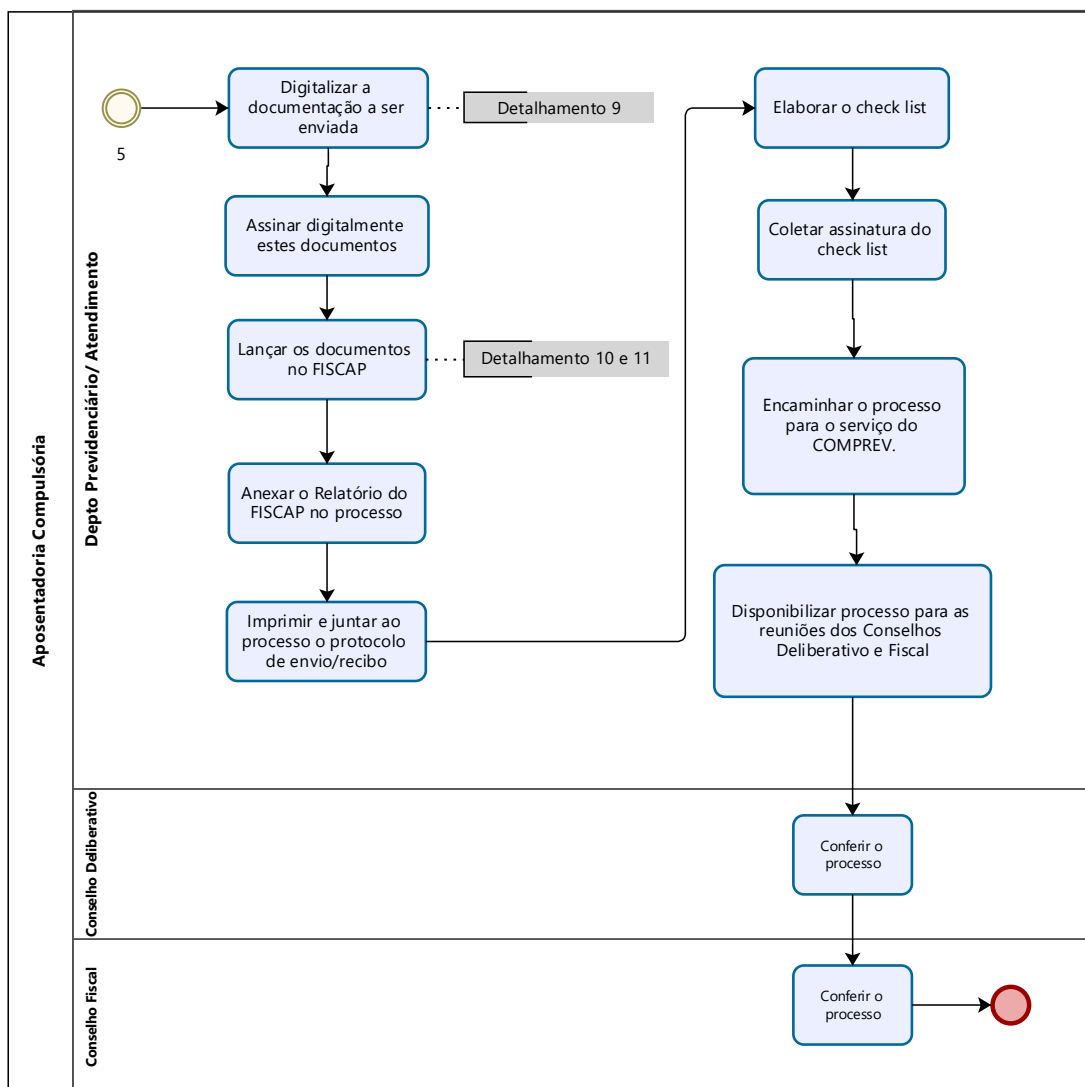 Aposentadoria Compulsória
Depto Previdenciário/ Atendimento
5
Digitalizar a
documentação a ser
enviada
Detalhamento 9
Assinar digitalmente
estes documentos
Lançar os documentos
no FISCAP
Detalhamento 10 e 11
Anexar o Relatório do
FISCAP no processo
Imprimir e juntar ao
processo o protocolo
de envio/recibo
Elaborar o check list
Coletar assinatura do
check list
Encaminhar o processo
para o serviço do
COMPREV.
Disponibilizar processo para as
reuniões dos Conselhos
Deliberativo e Fiscal
Conselho Deliberativo
Conferir o
processo
Conselho Fiscal
Conferir o
processo